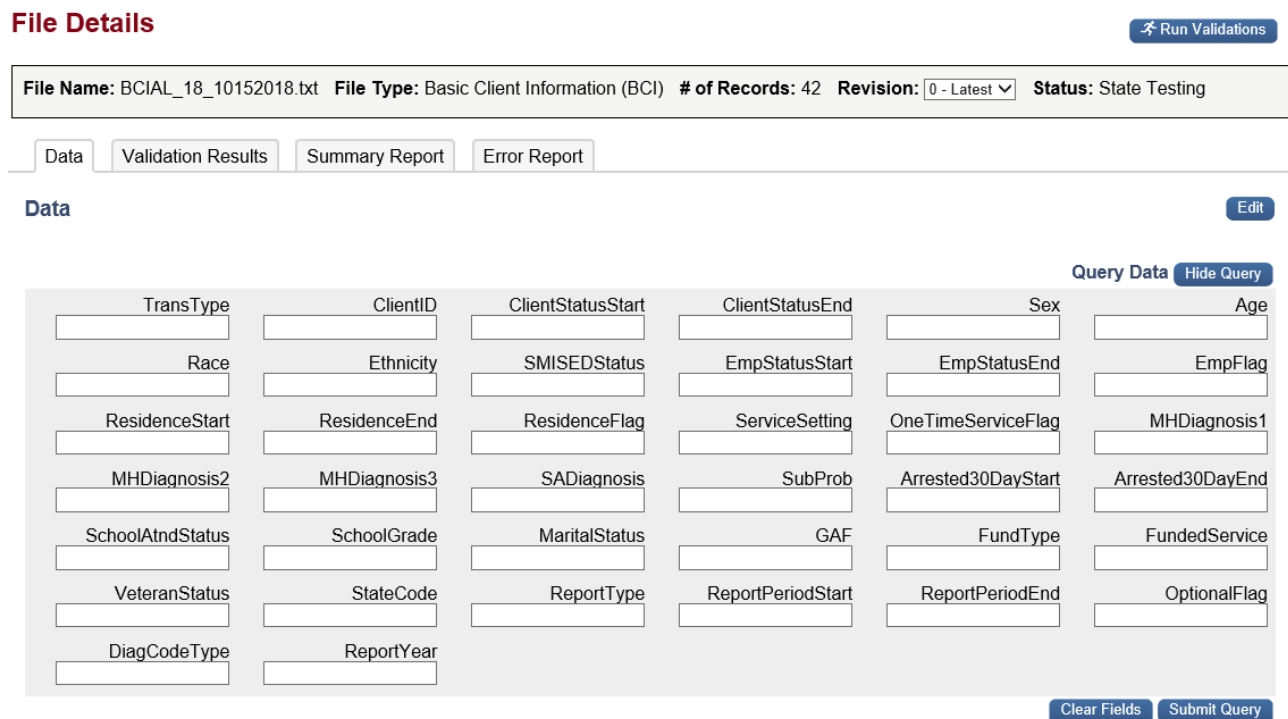 File Details
Run Validations
File Name: BCIAL_18_10152018.txt File Type: Basic Client Information (BCI) # of Records: 42 Revision: 0 - Latest Status: State Testing
Data Validation Results Summary Report Error Report
Data
Edit
Query Data Hide Query
TransType ClientID ClientStatusStart ClientStatusEnd Sex Age
Race Ethnicity SMISEDStatus EmpStatusStart EmpStatusEnd EmpFlag
ResidenceStart ResidenceEnd ResidenceFlag ServiceSetting OneTimeServiceFlag MHDiagnosis1
MHDiagnosis2 MHDiagnosis3 SADiagnosis SubProb Arrested30DayStart Arrested30DayEnd
SchoolAtndStatus SchoolGrade MaritalStatus GAF FundType FundedService
VeteranStatus StateCode ReportType ReportPeriodStart ReportPeriodEnd OptionalFlag
DiagCodeType ReportYear
Clear Fields Submit Query